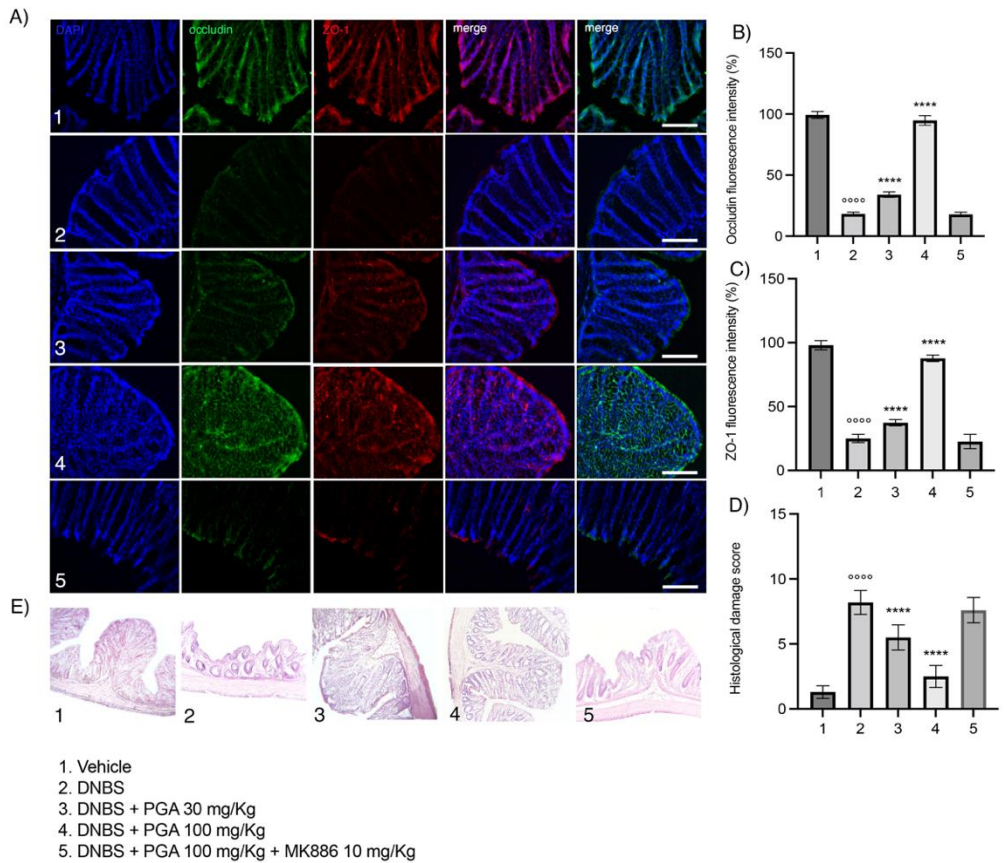 A)
DAPI occludin ZO-1 merge merge
1
2
3
4
5
B)
Occludin fluorescence intensity (%)
150
100
50
0
°°°°
****
****
1 2 3 4 5
C)
ZO-1 fluorescence intensity (%)
150
100
50
0
°°°°
****
****
1 2 3 4 5
D)
Histological damage score
15
10
5
0
°°°°
****
****
1 2 3 4 5
E)
1 2 3 4 5
1. Vehicle
2. DNBS
3. DNBS + PGA 30 mg/Kg
4. DNBS + PGA 100 mg/Kg
5. DNBS + PGA 100 mg/Kg + MK886 10 mg/Kg